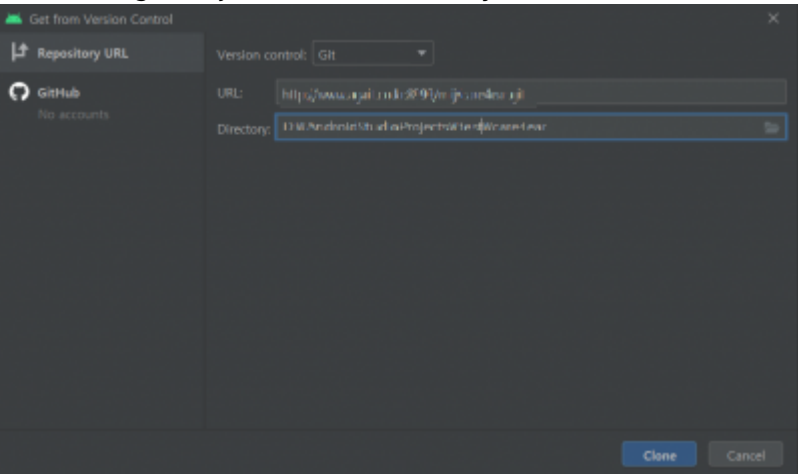 Get from Version Control
Repository URL
Version control: Git
GitHub
URL:
No accounts
Directory:
Clone
Cancel